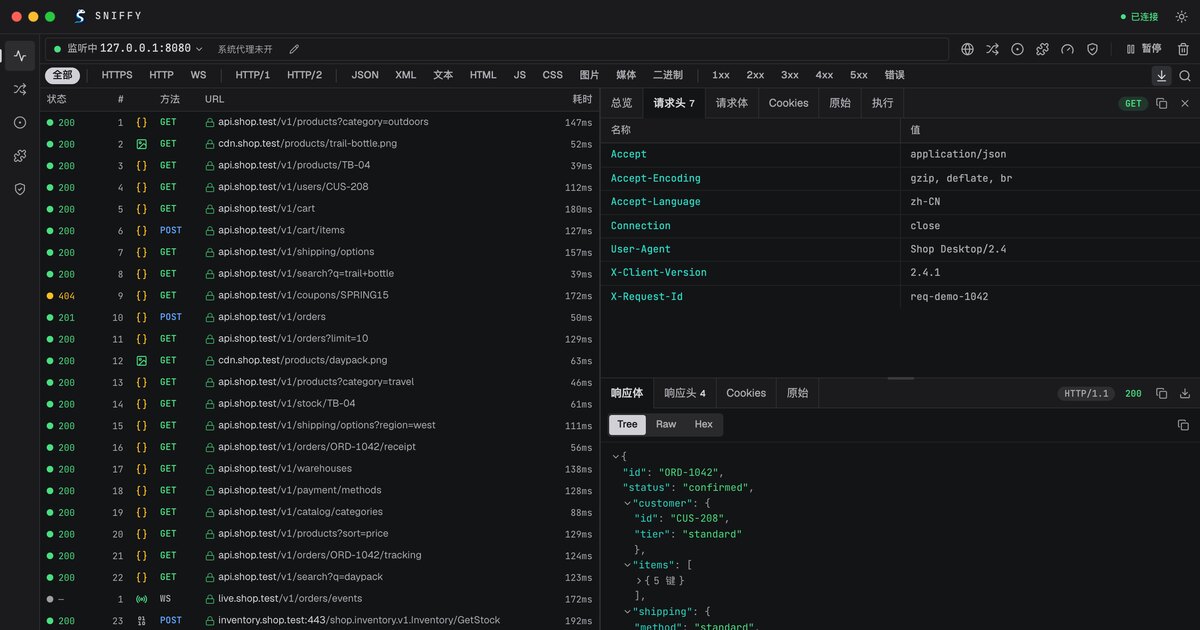 SNIFFY
已连接
监听中 127.0.0.1:8080 系统代理未开
暂停
全部 HTTPS HTTP WS HTTP/1 HTTP/2 JSON XML 文本 HTML JS CSS 图片 媒体 二进制 1xx 2xx 3xx 4xx 5xx 错误
状态 # 方法 URL 耗时
200 1 {} GET api.shop.test/v1/products?category=outdoors 147ms
200 2 GET cdn.shop.test/products/trail-bottle.png 52ms
200 3 {} GET api.shop.test/v1/products/TB-04 39ms
200 4 {} GET api.shop.test/v1/users/CUS-208 112ms
200 5 {} GET api.shop.test/v1/cart 180ms
200 6 {} POST api.shop.test/v1/cart/items 127ms
200 7 {} GET api.shop.test/v1/shipping/options 157ms
200 8 {} GET api.shop.test/v1/search?q=trail+bottle 39ms
404 9 {} GET api.shop.test/v1/coupons/SPRING15 172ms
201 10 {} POST api.shop.test/v1/orders 50ms
200 11 {} GET api.shop.test/v1/orders?limit=10 129ms
200 12 GET cdn.shop.test/products/daypack.png 63ms
200 13 {} GET api.shop.test/v1/products?category=travel 46ms
200 14 {} GET api.shop.test/v1/stock/TB-04 61ms
200 15 {} GET api.shop.test/v1/shipping/options?region=west 111ms
200 16 {} GET api.shop.test/v1/orders/ORD-1042/receipt 56ms
200 17 {} GET api.shop.test/v1/warehouses 138ms
200 18 {} GET api.shop.test/v1/payment/methods 128ms
200 19 {} GET api.shop.test/v1/catalog/categories 88ms
200 20 {} GET api.shop.test/v1/products?sort=price 129ms
200 21 {} GET api.shop.test/v1/orders/ORD-1042/tracking 124ms
200 22 {} GET api.shop.test/v1/search?q=daypack 123ms
— 1 WS live.shop.test/v1/orders/events 172ms
200 23 POST inventory.shop.test:443/shop.inventory.v1.Inventory/GetStock 192ms
总览 请求头 7 请求体 Cookies 原始 执行 GET
名称 值
Accept application/json
Accept-Encoding gzip, deflate, br
Accept-Language zh-CN
Connection close
User-Agent Shop Desktop/2.4
X-Client-Version 2.4.1
X-Request-Id req-demo-1042
响应体 响应头 4 Cookies 原始 HTTP/1.1 200
Tree Raw Hex
{
"id": "ORD-1042",
"status": "confirmed",
"customer": {
"id": "CUS-208",
"tier": "standard"
},
"items": [
{ 5 键 }
],
"shipping": {
"method": "standard",